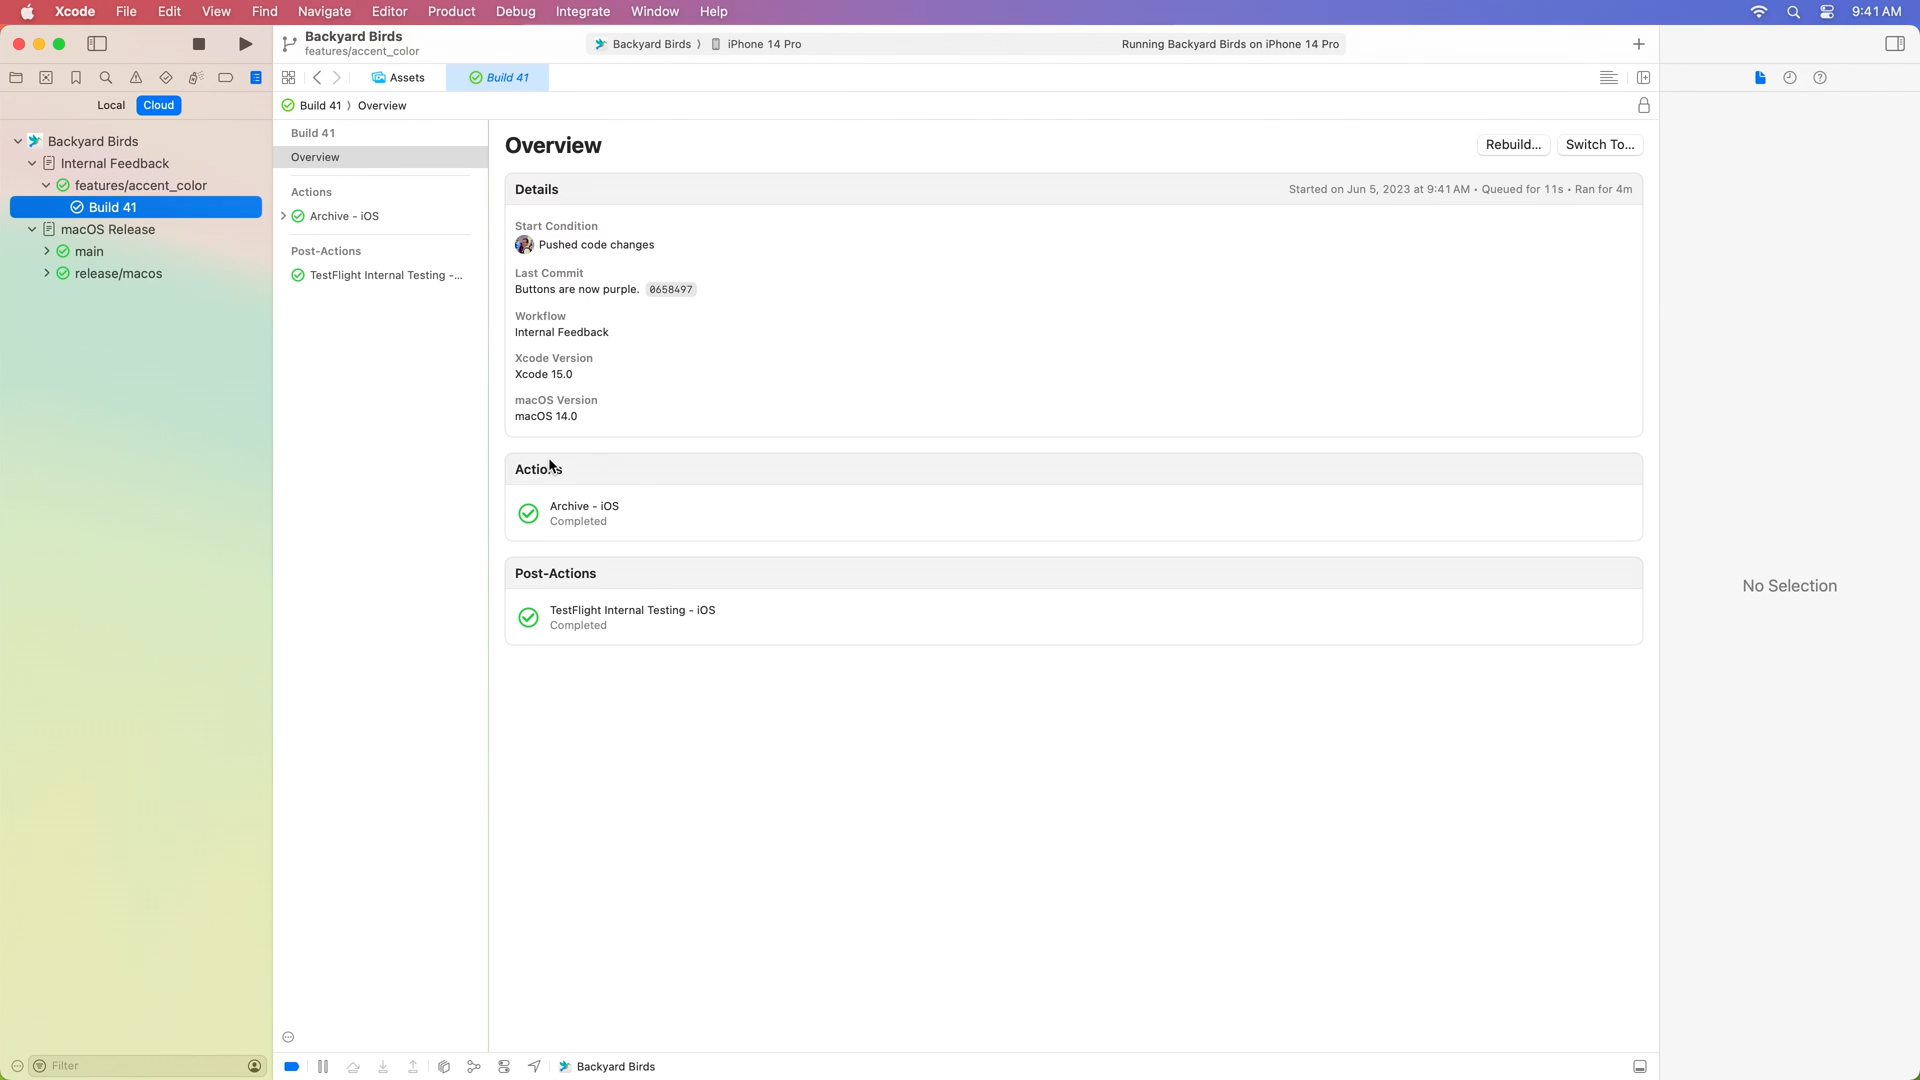 Xcode File Edit View Find Navigate Editor Product Debug Integrate Window Help 9:41 AM
Backyard Birds
features/accent_color
Backyard Birds ⟩ iPhone 14 Pro
Running Backyard Birds on iPhone 14 Pro
Assets
Build 41
Local Cloud
Build 41 ⟩ Overview
Backyard Birds
Internal Feedback
features/accent_color
Build 41
macOS Release
main
release/macos
Build 41
Overview
Actions
Archive - iOS
Post-Actions
TestFlight Internal Testing -...
Overview
Rebuild... Switch To...
Details
Started on Jun 5, 2023 at 9:41 AM • Queued for 11s • Ran for 4m
Start Condition
Pushed code changes
Last Commit
Buttons are now purple. 0658497
Workflow
Internal Feedback
Xcode Version
Xcode 15.0
macOS Version
macOS 14.0
Actions
Archive - iOS
Completed
Post-Actions
TestFlight Internal Testing - iOS
Completed
No Selection
Filter
Backyard Birds